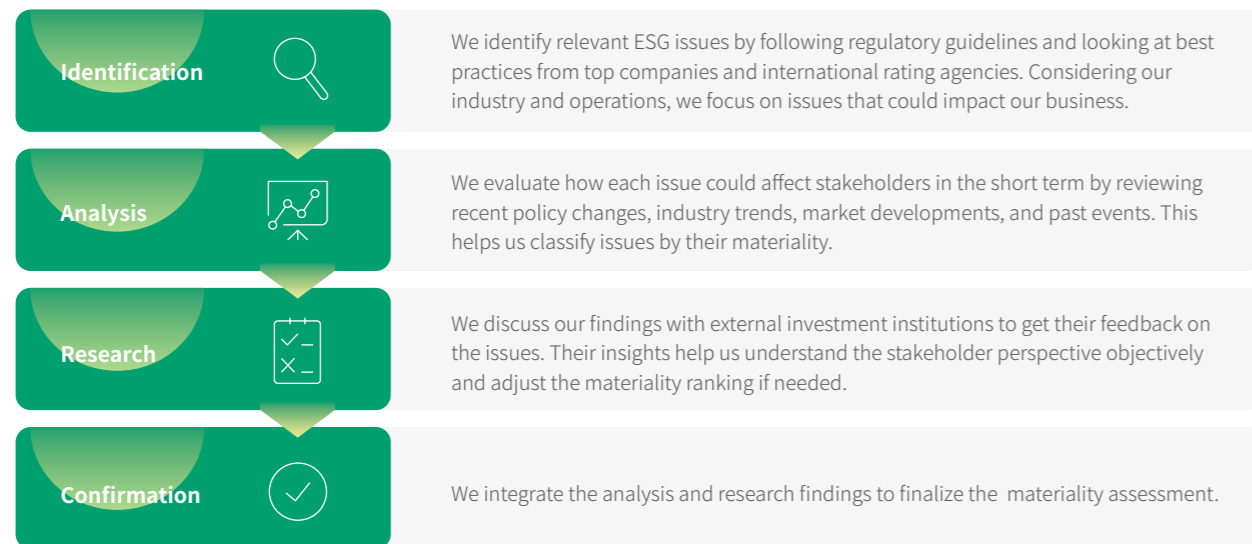 Identification
We identify relevant ESG issues by following regulatory guidelines and looking at best
practices from top companies and international rating agencies. Considering our
industry and operations, we focus on issues that could impact our business.
Analysis
We evaluate how each issue could affect stakeholders in the short term by reviewing
recent policy changes, industry trends, market developments, and past events. This
helps us classify issues by their materiality.
Research
We discuss our findings with external investment institutions to get their feedback on
the issues. Their insights help us understand the stakeholder perspective objectively
and adjust the materiality ranking if needed.
Confirmation
We integrate the analysis and research findings to finalize the  materiality assessment.